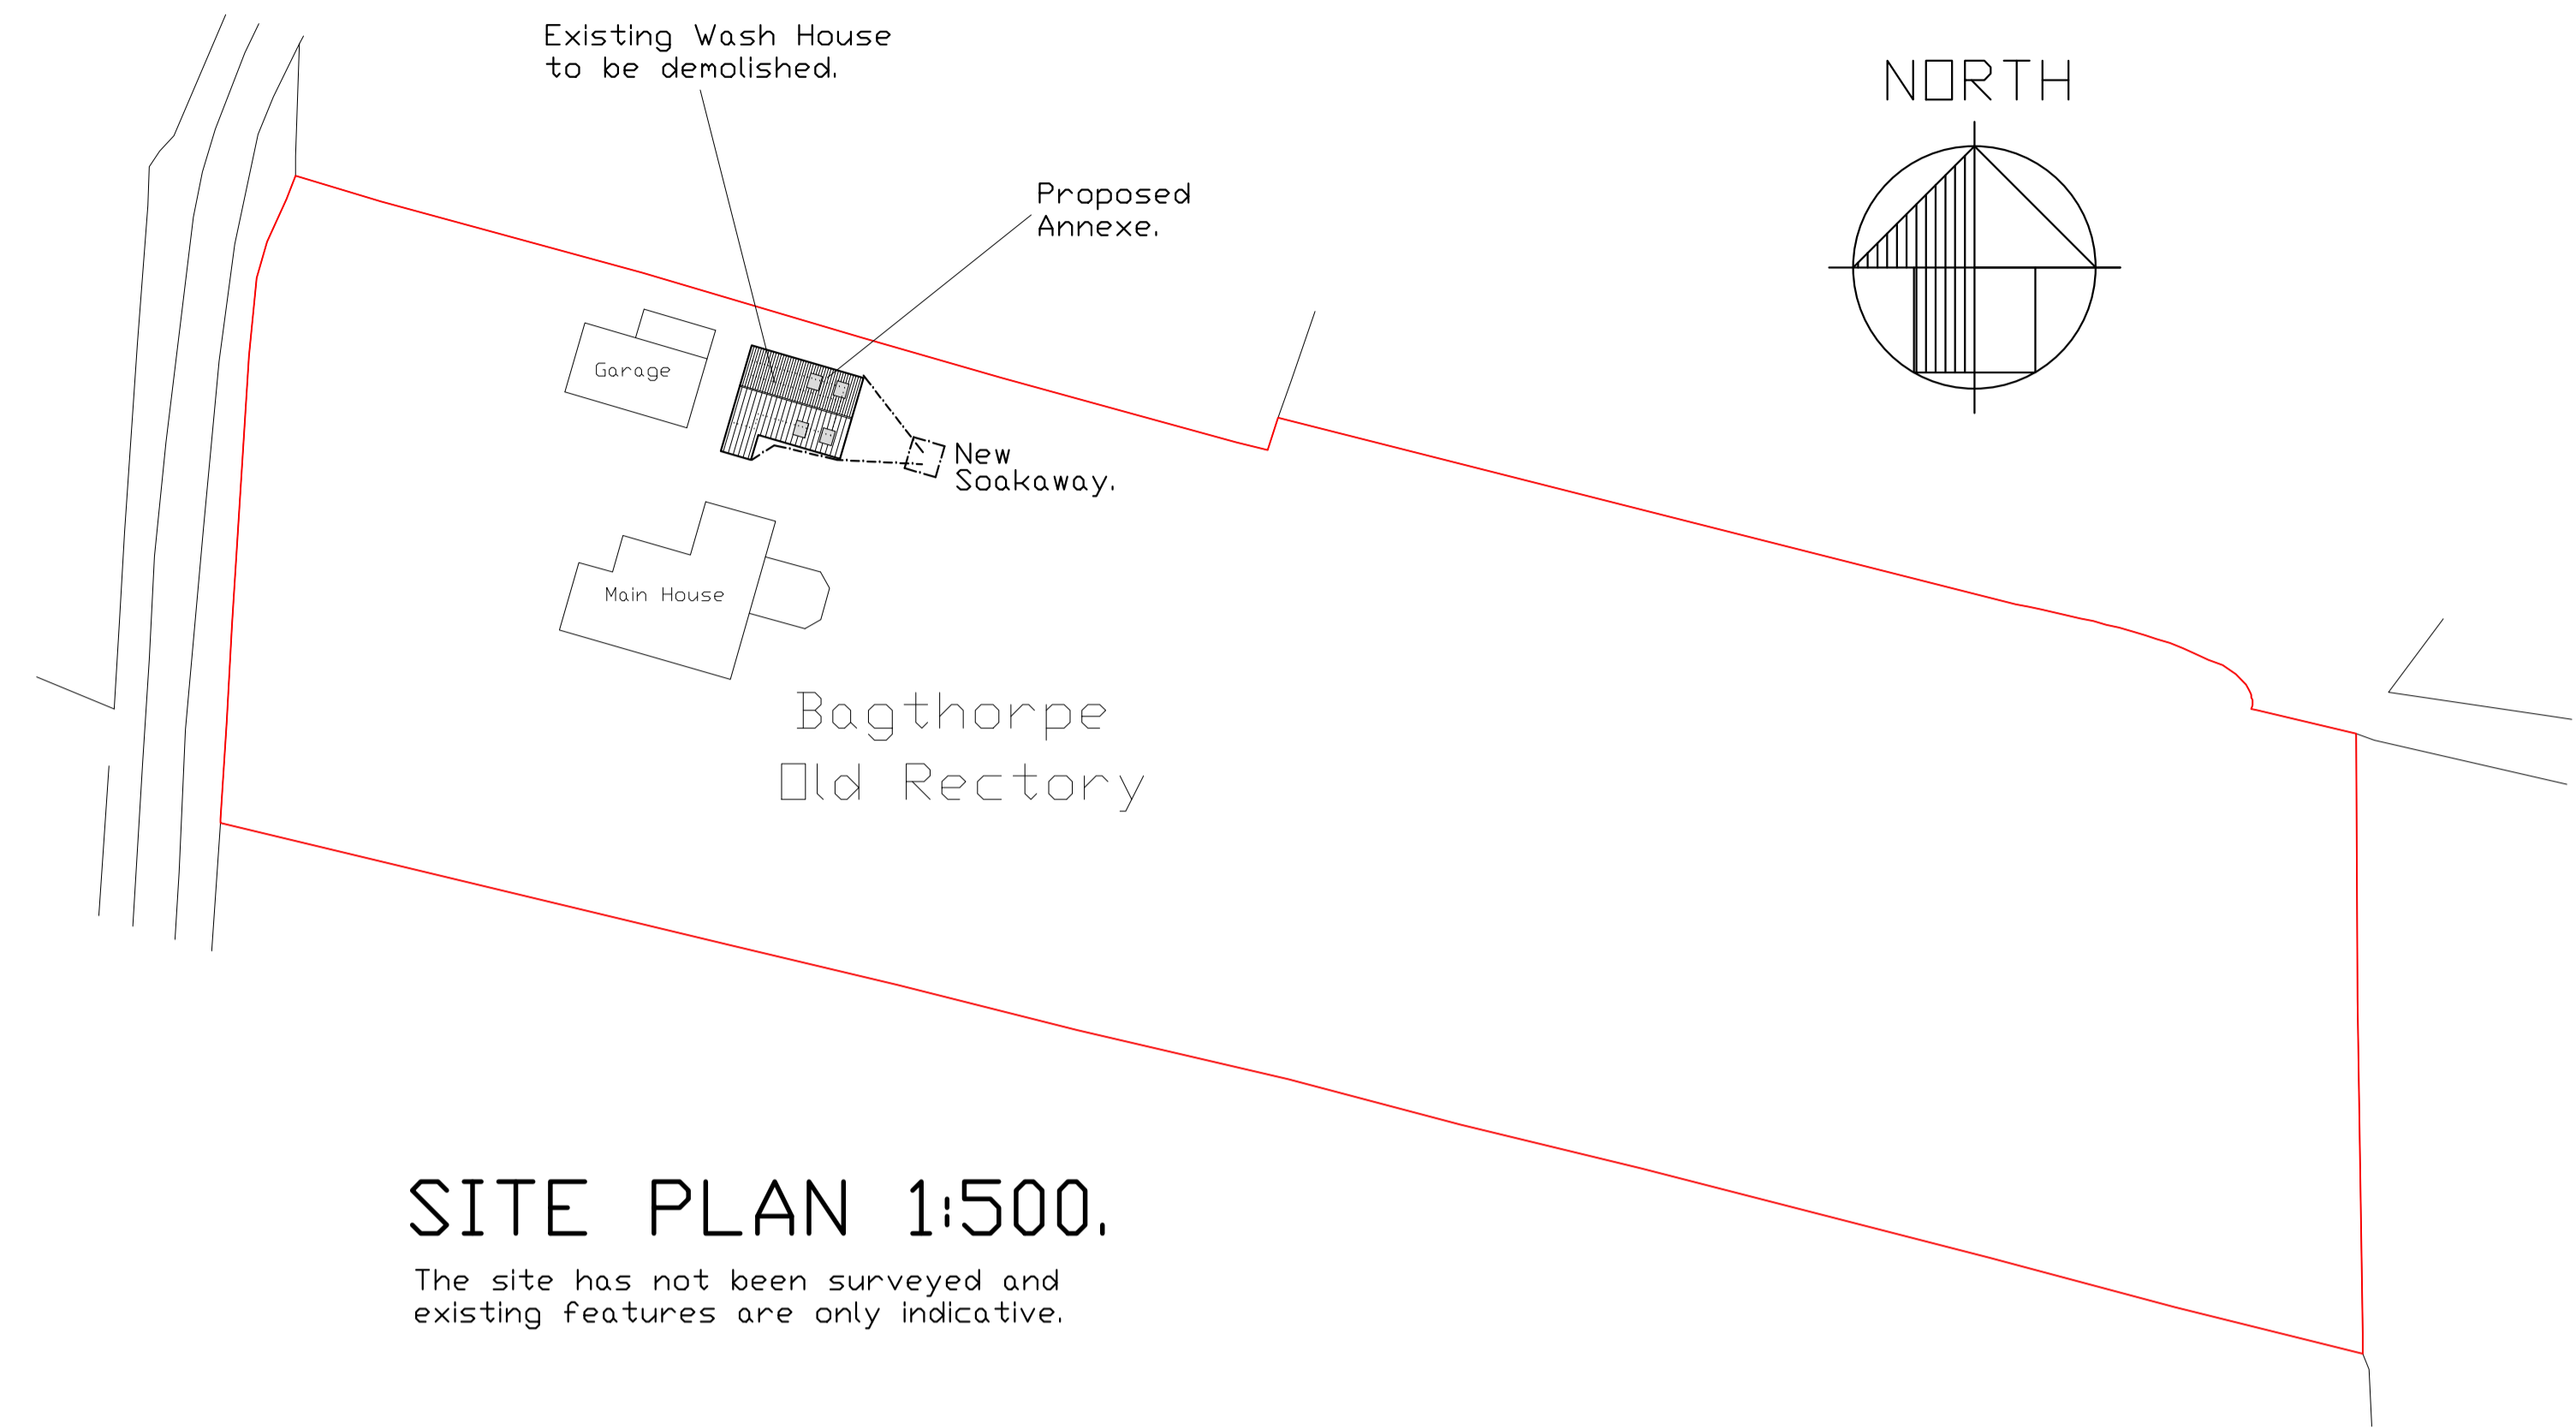 Existing Wash House
to be demolished.
NORTH
Proposed
Annexe.
Garage
New
Soakaway.
Main House
Bagthorpe
Old Rectory
SITE PLAN 1:500.
The site has not been surveyed and
existing features are only indicative.